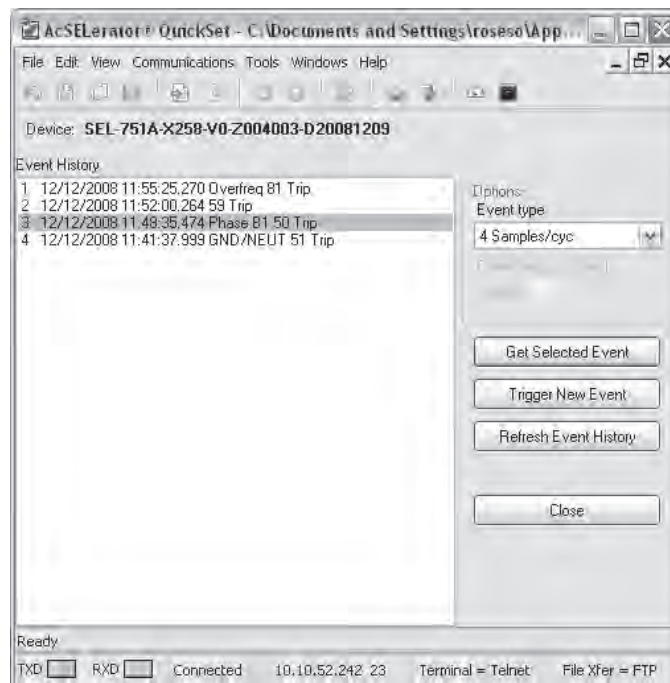 AcSELerator® QuickSet - C:\Documents and Settings\roseso\App...
File Edit View Communications Tools Windows Help
Device: SEL-751A-X258-V0-Z004003-D20081209
Event History
1 12/12/2008 11:55:25.270 Overfreq 81 Trip
2 12/12/2008 11:52:00.264 59 Trip
3 12/12/2008 11:48:35.474 Phase B1 50 Trip
4 12/12/2008 11:41:37.999 GND/NEUT 51 Trip
Options
Event type
4 Samples/cyc
Get Selected Event
Trigger New Event
Refresh Event History
Close
Ready
TXD RXD Connected 10.10.52.242 23 Terminal = Telnet File Xfer = FTP